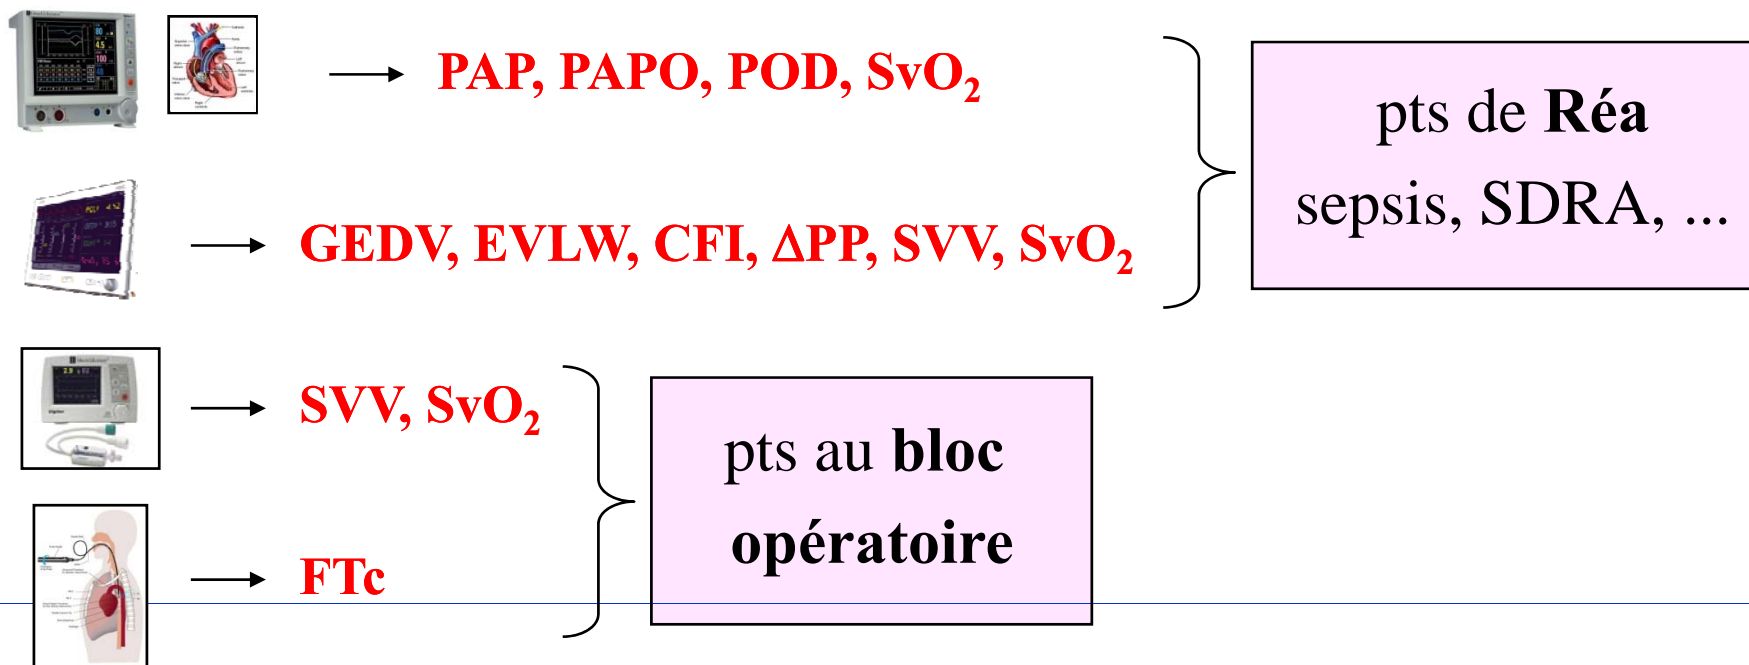 PAP, PAPO, POD, SvO₂
pts de Réa
sepsis, SDRA, ...
GEDV, EVLW, CFI, ΔPP, SVV, SvO₂
SVV, SvO₂
pts au bloc
opératoire
FTc